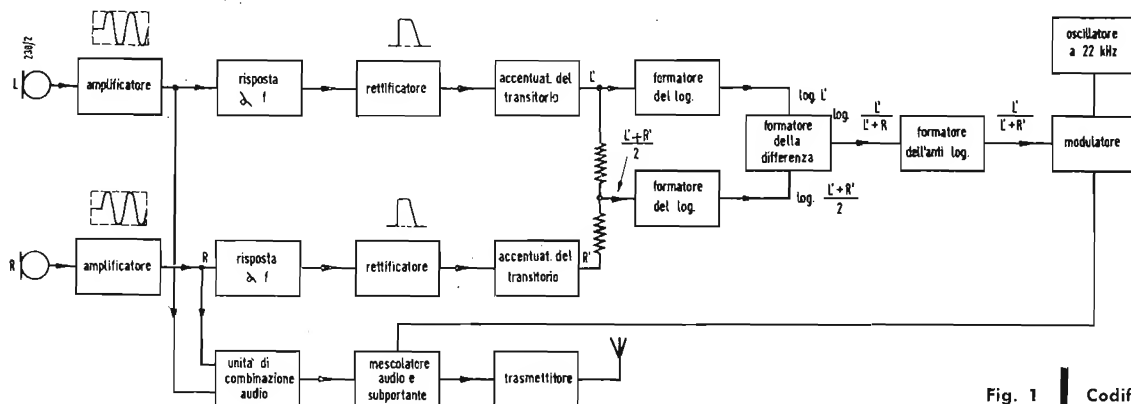 oscillatore
a 22 kHz
230/2
L
amplificatore
risposta
α f
rettificatore
accentuat. del
transitorio
L'
formatore
del log.
log. L'
formatore
della
differenza
log. L' / L' + R
formatore
dell'anti log.
L' / L' + R'
modulatore
L' + R' / 2
formatore
del log.
log. L' + R' / 2
R
amplificatore
R
risposta
α f
rettificatore
accentuat. del
transitorio
R'
unita' di
combinazione
audio
mescolatore
audio e
subportante
trasmettitore
Fig. 1
Codif